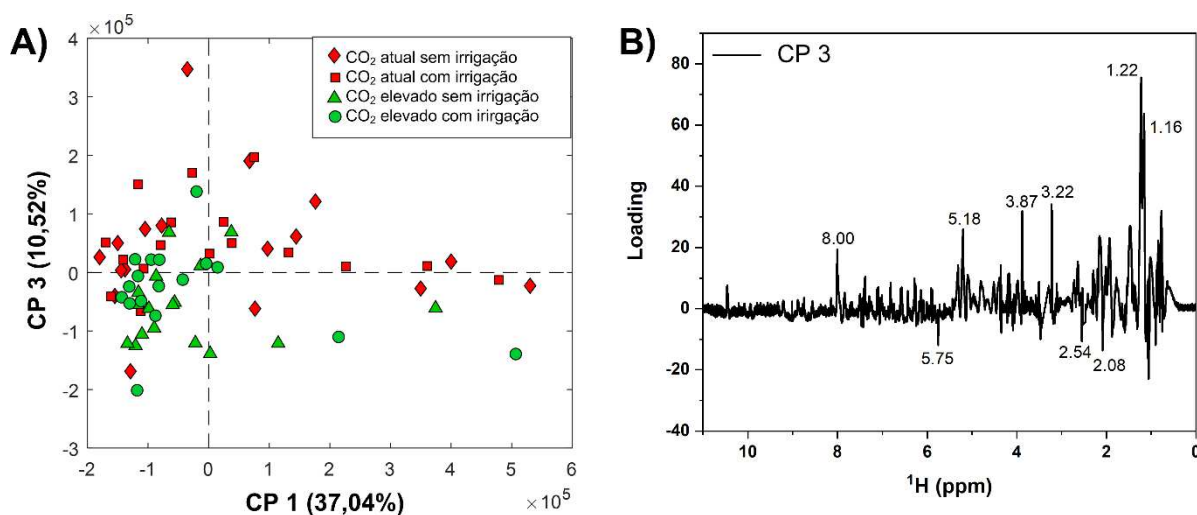 A)
× 10⁵
4
3
2
1
0
-1
-2
-3
CP 3 (10,52%)
CO₂ atual sem irrigação
CO₂ atual com irrigação
CO₂ elevado sem irrigação
CO₂ elevado com irirgação
-2 -1 0 1 2 3 4 5 6
CP 1 (37,04%)
× 10⁵
B)
CP 3
80
60
40
20
0
-20
-40
Loading
1.22
1.16
3.22
3.87
5.18
8.00
5.75
2.54
2.08
10 8 6 4 2 0
¹H (ppm)